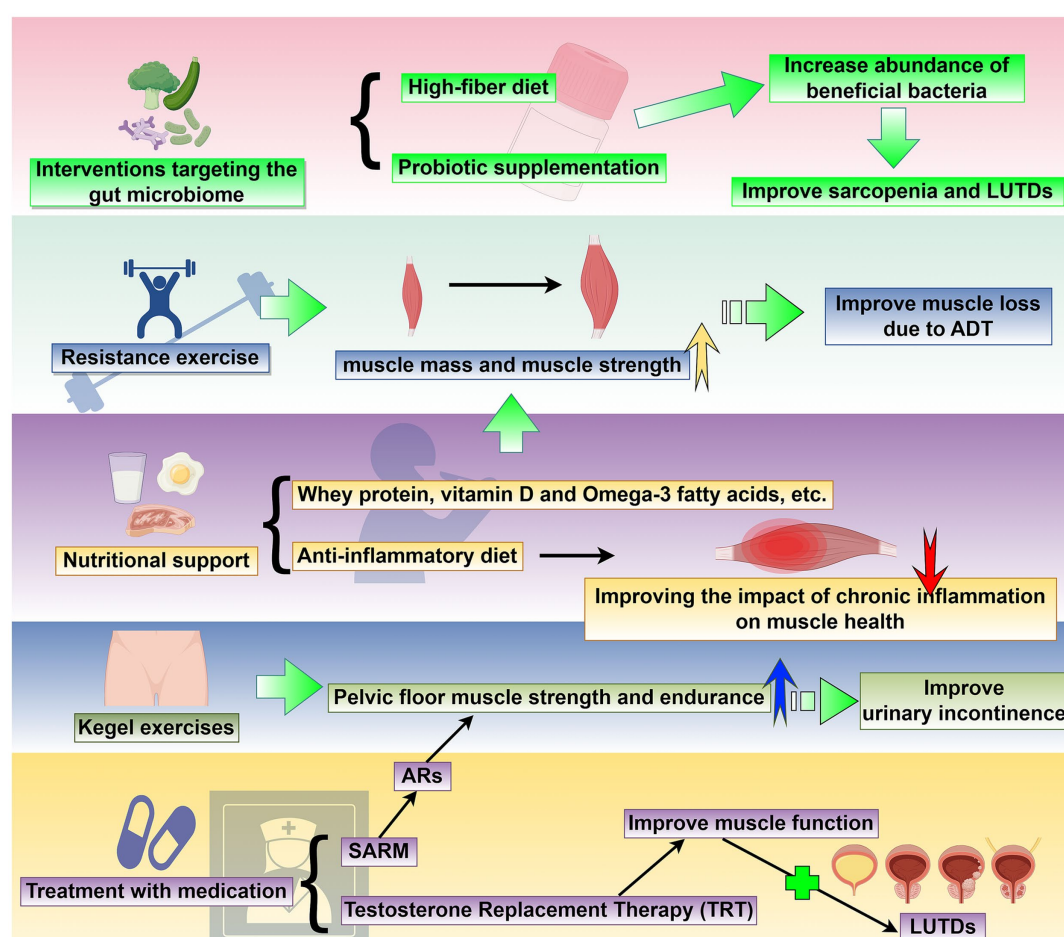 High-fiber diet
Probiotic supplementation
Interventions targeting the
gut microbiome
Increase abundance of
beneficial bacteria
Improve sarcopenia and LUTDs
Resistance exercise
muscle mass and muscle strength
Improve muscle loss
due to ADT
Nutritional support
Whey protein, vitamin D and Omega-3 fatty acids, etc.
Anti-inflammatory diet
Improving the impact of chronic inflammation
on muscle health
Kegel exercises
Pelvic floor muscle strength and endurance
Improve
urinary incontinence
ARs
SARM
Treatment with medication
Testosterone Replacement Therapy (TRT)
Improve muscle function
LUTDs